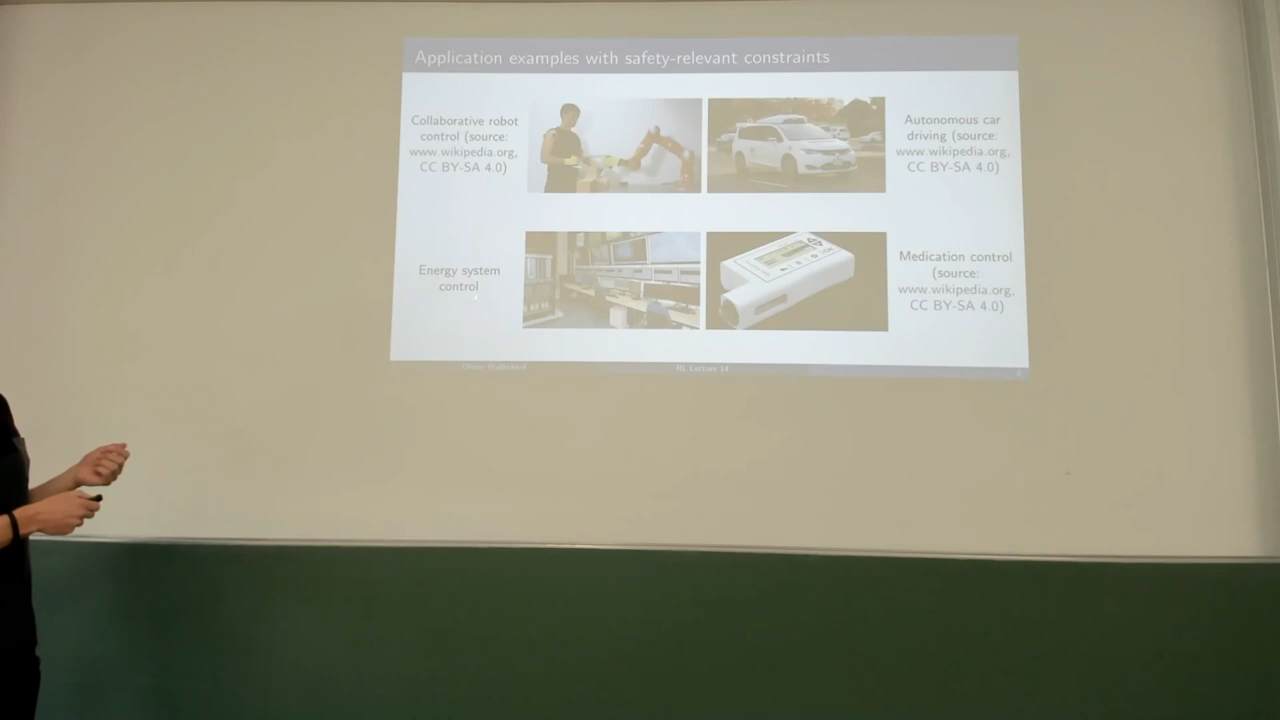 Application examples with safety-relevant constraints
Collaborative robot
control (source:
www.wikipedia.org,
CC BY-SA 4.0)
Autonomous car
driving (source:
www.wikipedia.org,
CC BY-SA 4.0)
Energy system
control
Medication control
(source:
www.wikipedia.org,
CC BY-SA 4.0)
RL Lecture 14